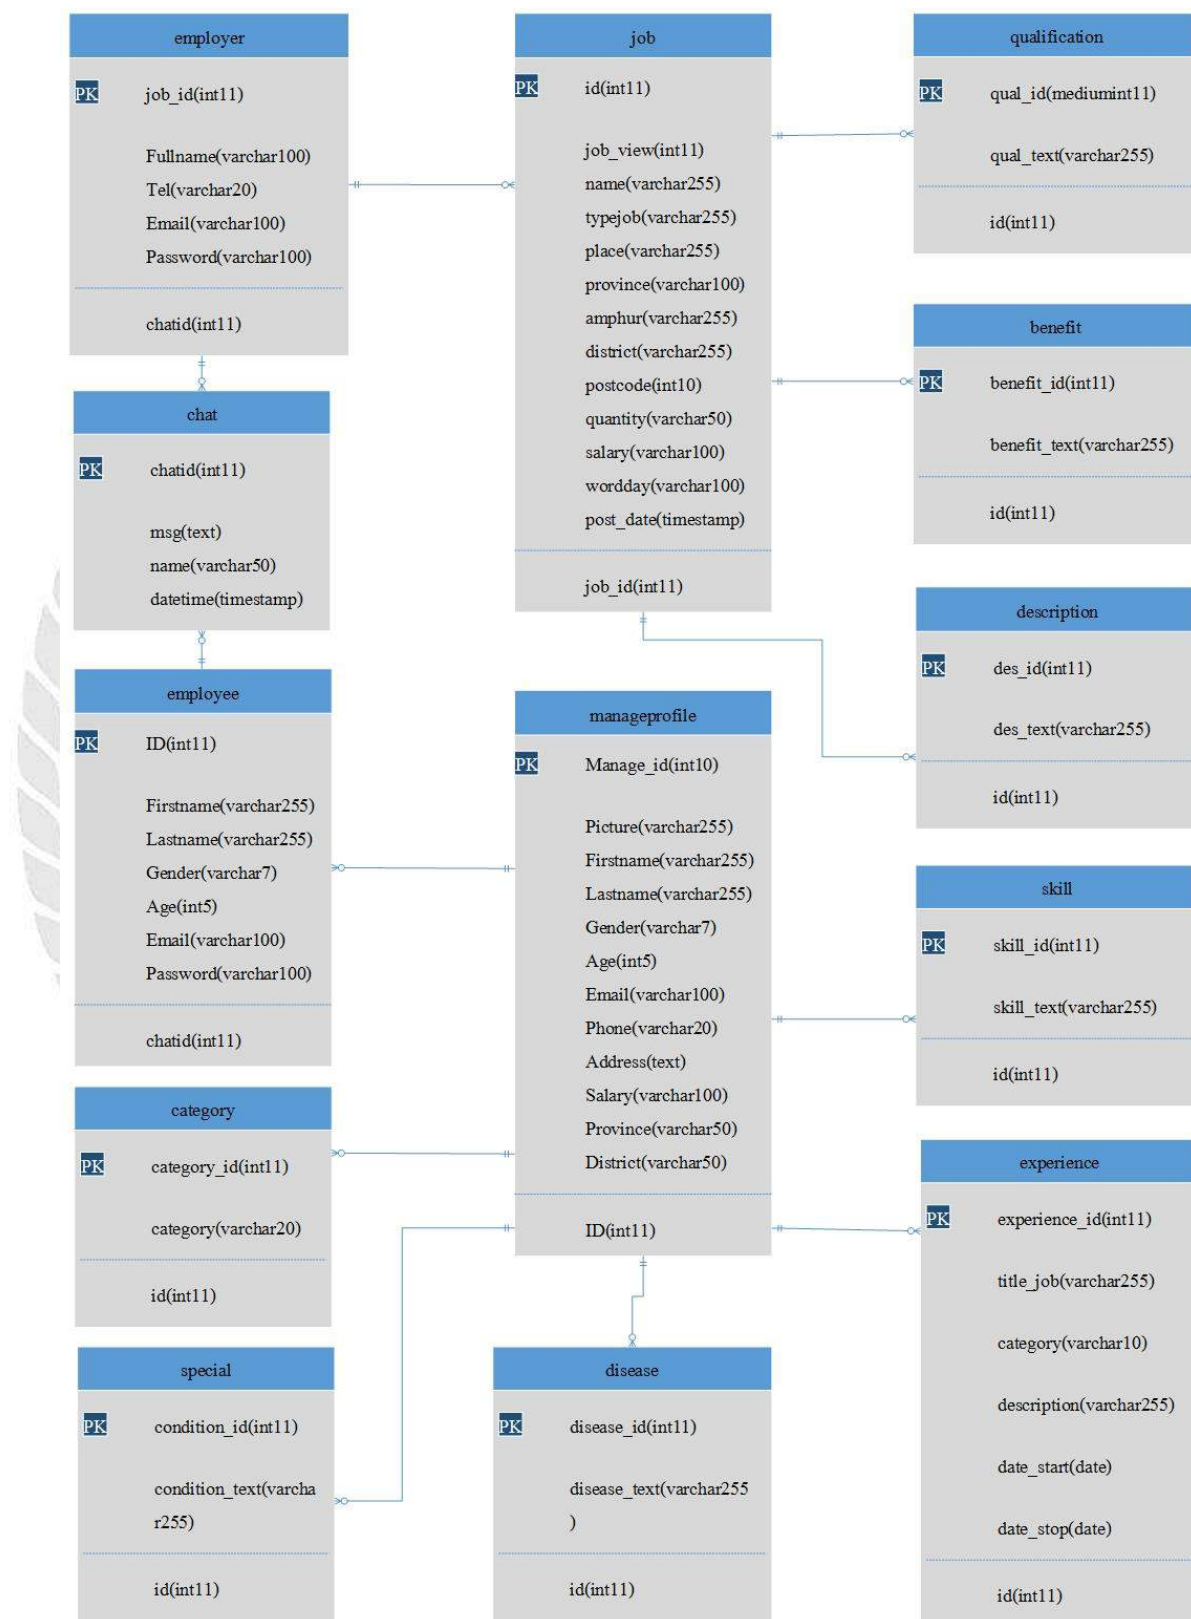 employer
PK job_id(int11)
Fullname(varchar100)
Tel(varchar20)
Email(varchar100)
Password(varchar100)
chatid(int11)
chat
PK chatid(int11)
msg(text)
name(varchar50)
datetime(timestamp)
employee
PK ID(int11)
Firstname(varchar255)
Lastname(varchar255)
Gender(varchar7)
Age(int5)
Email(varchar100)
Password(varchar100)
chatid(int11)
category
PK category_id(int11)
category(varchar20)
id(int11)
special
PK condition_id(int11)
condition_text(varcha
r255)
id(int11)
job
PK id(int11)
job_view(int11)
name(varchar255)
typejob(varchar255)
place(varchar255)
province(varchar100)
amphur(varchar255)
district(varchar255)
postcode(int10)
quantity(varchar50)
salary(varchar100)
wordday(varchar100)
post_date(timestamp)
job_id(int11)
manageprofile
PK Manage_id(int10)
Picture(varchar255)
Firstname(varchar255)
Lastname(varchar255)
Gender(varchar7)
Age(int5)
Email(varchar100)
Phone(varchar20)
Address(text)
Salary(varchar100)
Province(varchar50)
District(varchar50)
ID(int11)
disease
PK disease_id(int11)
disease_text(varchar255
)
id(int11)
qualification
PK qual_id(mediumint11)
qual_text(varchar255)
id(int11)
benefit
PK benefit_id(int11)
benefit_text(varchar255)
id(int11)
description
PK des_id(int11)
des_text(varchar255)
id(int11)
skill
PK skill_id(int11)
skill_text(varchar255)
id(int11)
experience
PK experience_id(int11)
title_job(varchar255)
category(varchar10)
description(varchar255)
date_start(date)
date_stop(date)
id(int11)